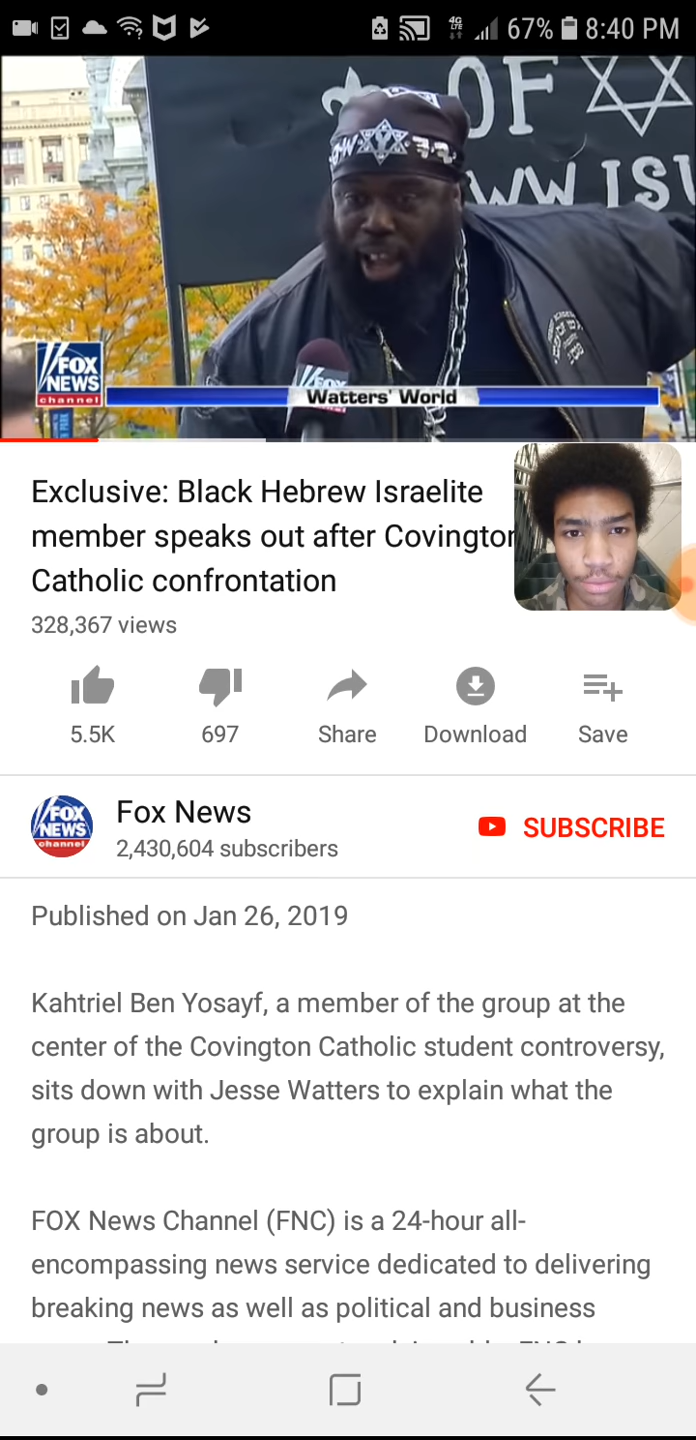 4G
LTE
67%
8:40 PM
OF
WW ISU
FOX
NEWS
channel
FOX
Watters' World
Exclusive: Black Hebrew Israelite
member speaks out after Covington
Catholic confrontation
328,367 views
5.5K
697
Share
Download
Save
FOX
NEWS
channel
Fox News
2,430,604 subscribers
SUBSCRIBE
Published on Jan 26, 2019
Kahtriel Ben Yosayf, a member of the group at the
center of the Covington Catholic student controversy,
sits down with Jesse Watters to explain what the
group is about.
FOX News Channel (FNC) is a 24-hour all-
encompassing news service dedicated to delivering
breaking news as well as political and business